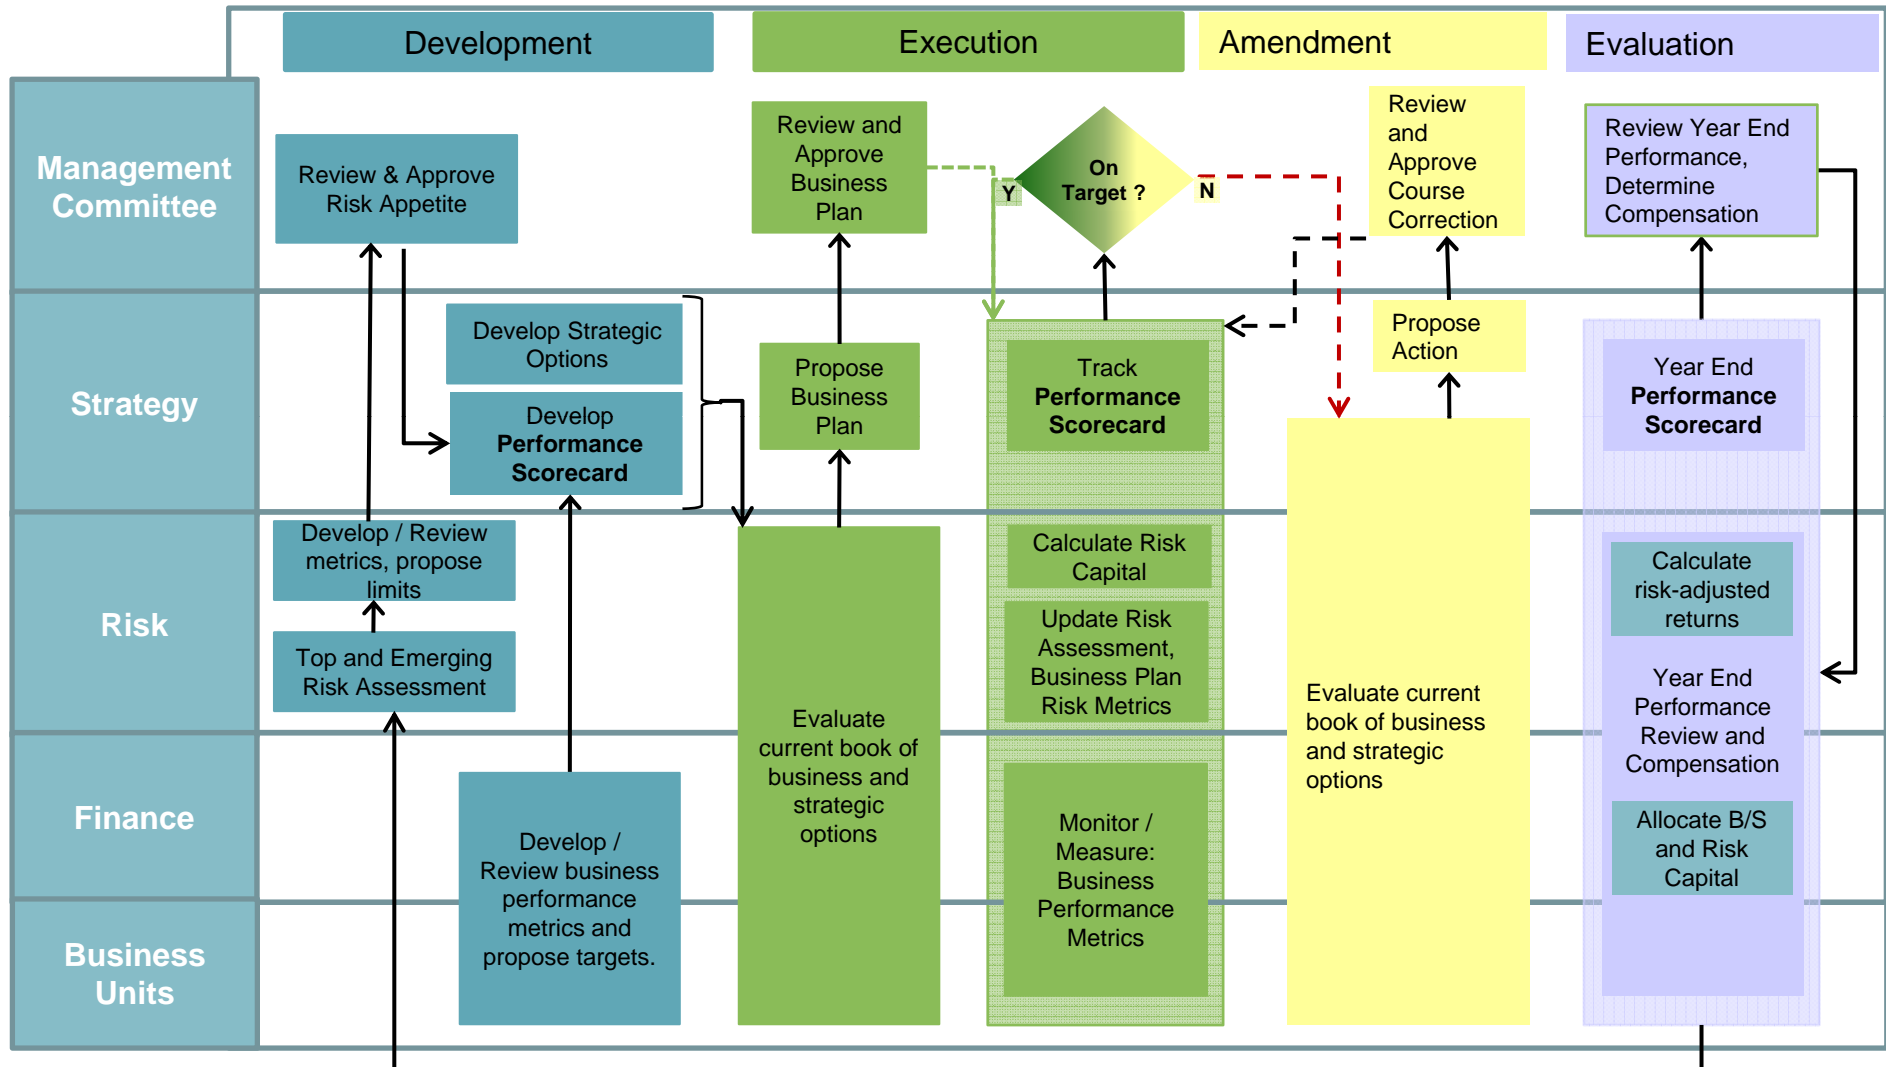 Development
Execution
Amendment
Evaluation
Management
Committee
Review & Approve
Risk Appetite
Review and
Approve
Business
Plan
Y
On
Target ?
N
Review
and
Approve
Course
Correction
Review Year End
Performance,
Determine
Compensation
Strategy
Develop Strategic
Options
Develop
Performance
Scorecard
Propose
Business
Plan
Track
Performance
Scorecard
Propose
Action
Year End
Performance
Scorecard
Risk
Develop / Review
metrics, propose
limits
Top and Emerging
Risk Assessment
Calculate Risk
Capital
Update Risk
Assessment,
Business Plan
Risk Metrics
Calculate
risk-adjusted
returns
Evaluate
current book of
business and
strategic
options
Evaluate current
book of business
and strategic
options
Year End
Performance
Review and
Compensation
Finance
Develop /
Review business
performance
metrics and
propose targets.
Monitor /
Measure:
Business
Performance
Metrics
Allocate B/S
and Risk
Capital
Business
Units